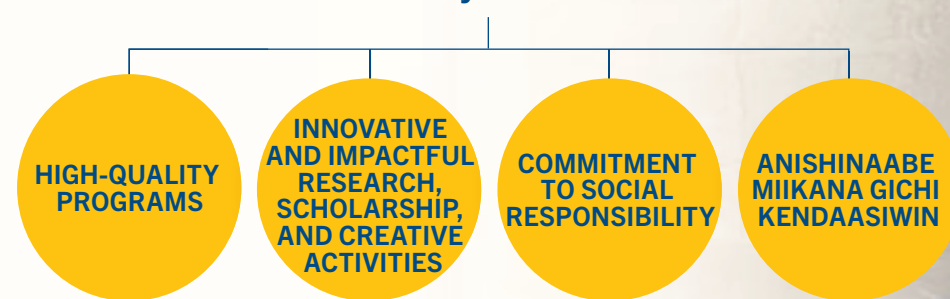 HIGH-QUALITY
PROGRAMS
INNOVATIVE
AND IMPACTFUL
RESEARCH,
SCHOLARSHIP,
AND CREATIVE
ACTIVITIES
COMMITMENT
TO SOCIAL
RESPONSIBILITY
ANISHINAABE
MIIKANA GICHI
KENDAASIWIN